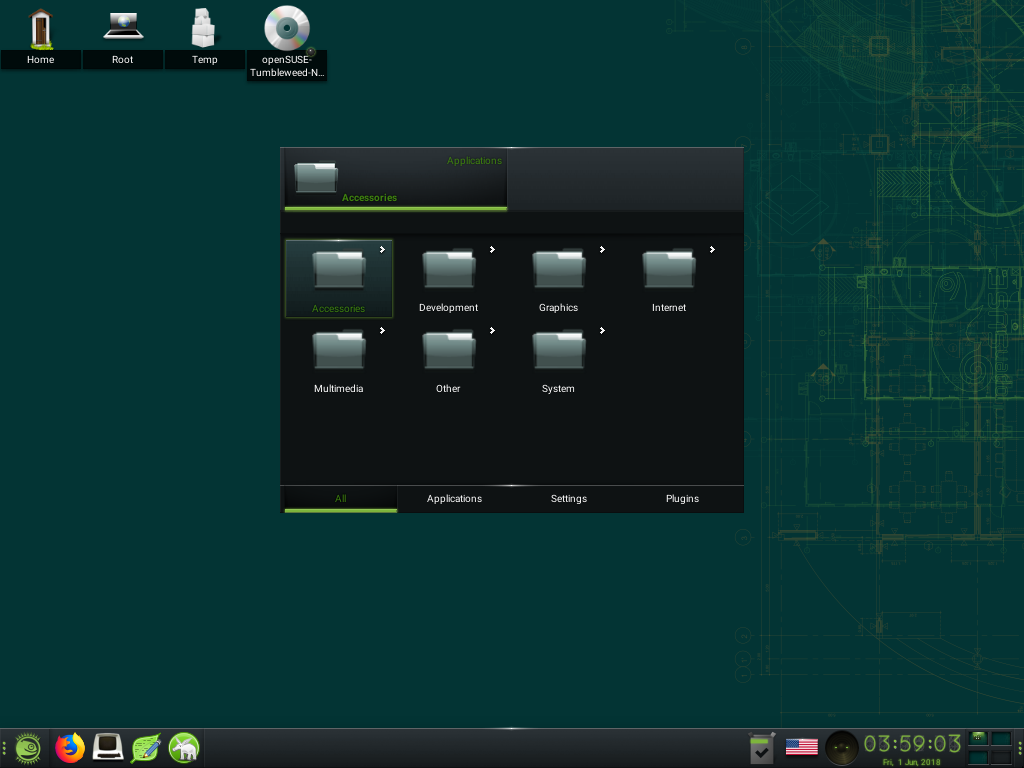 Home
Root
Temp
openSUSE-
Tumbleweed-N...
Applications
Accessories
Accessories
Development
Graphics
Internet
Multimedia
Other
System
All
Applications
Settings
Plugins
03:59:03
Fri, 1 Jun, 2018